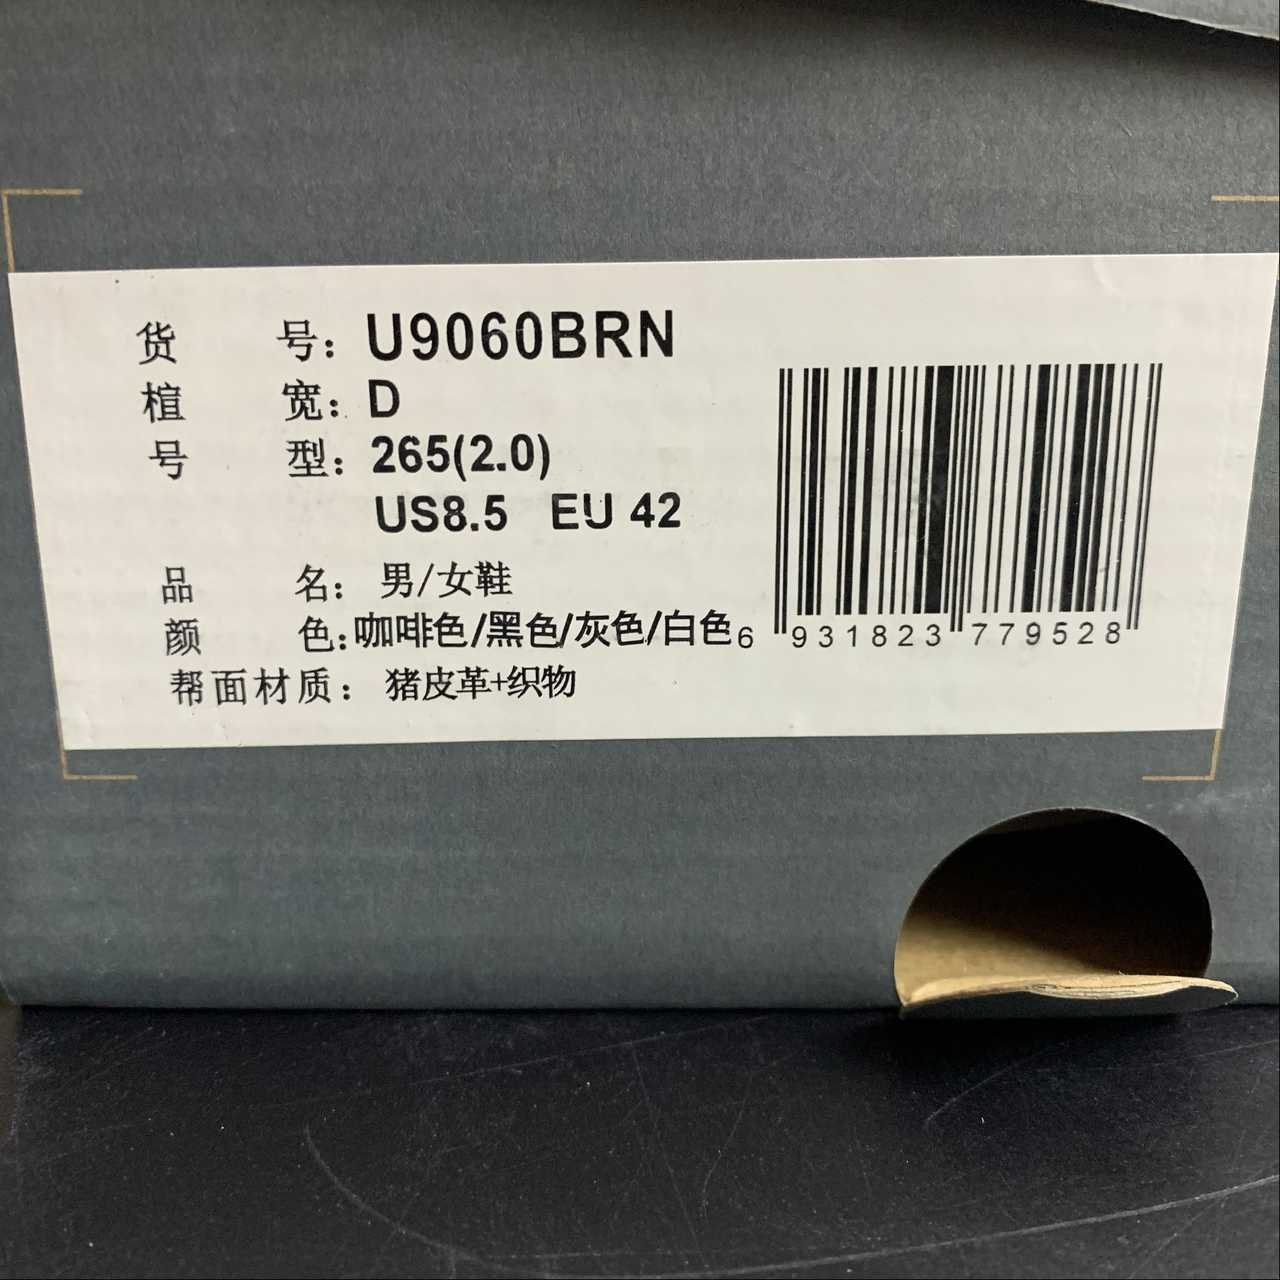 货 号：U9060BRN
楦 宽：D
号 型：265(2.0)
US8.5 EU 42
品 名：男/女鞋
颜 色：咖啡色/黑色/灰色/白色
帮面材质：猪皮革+织物
6 931823 779528